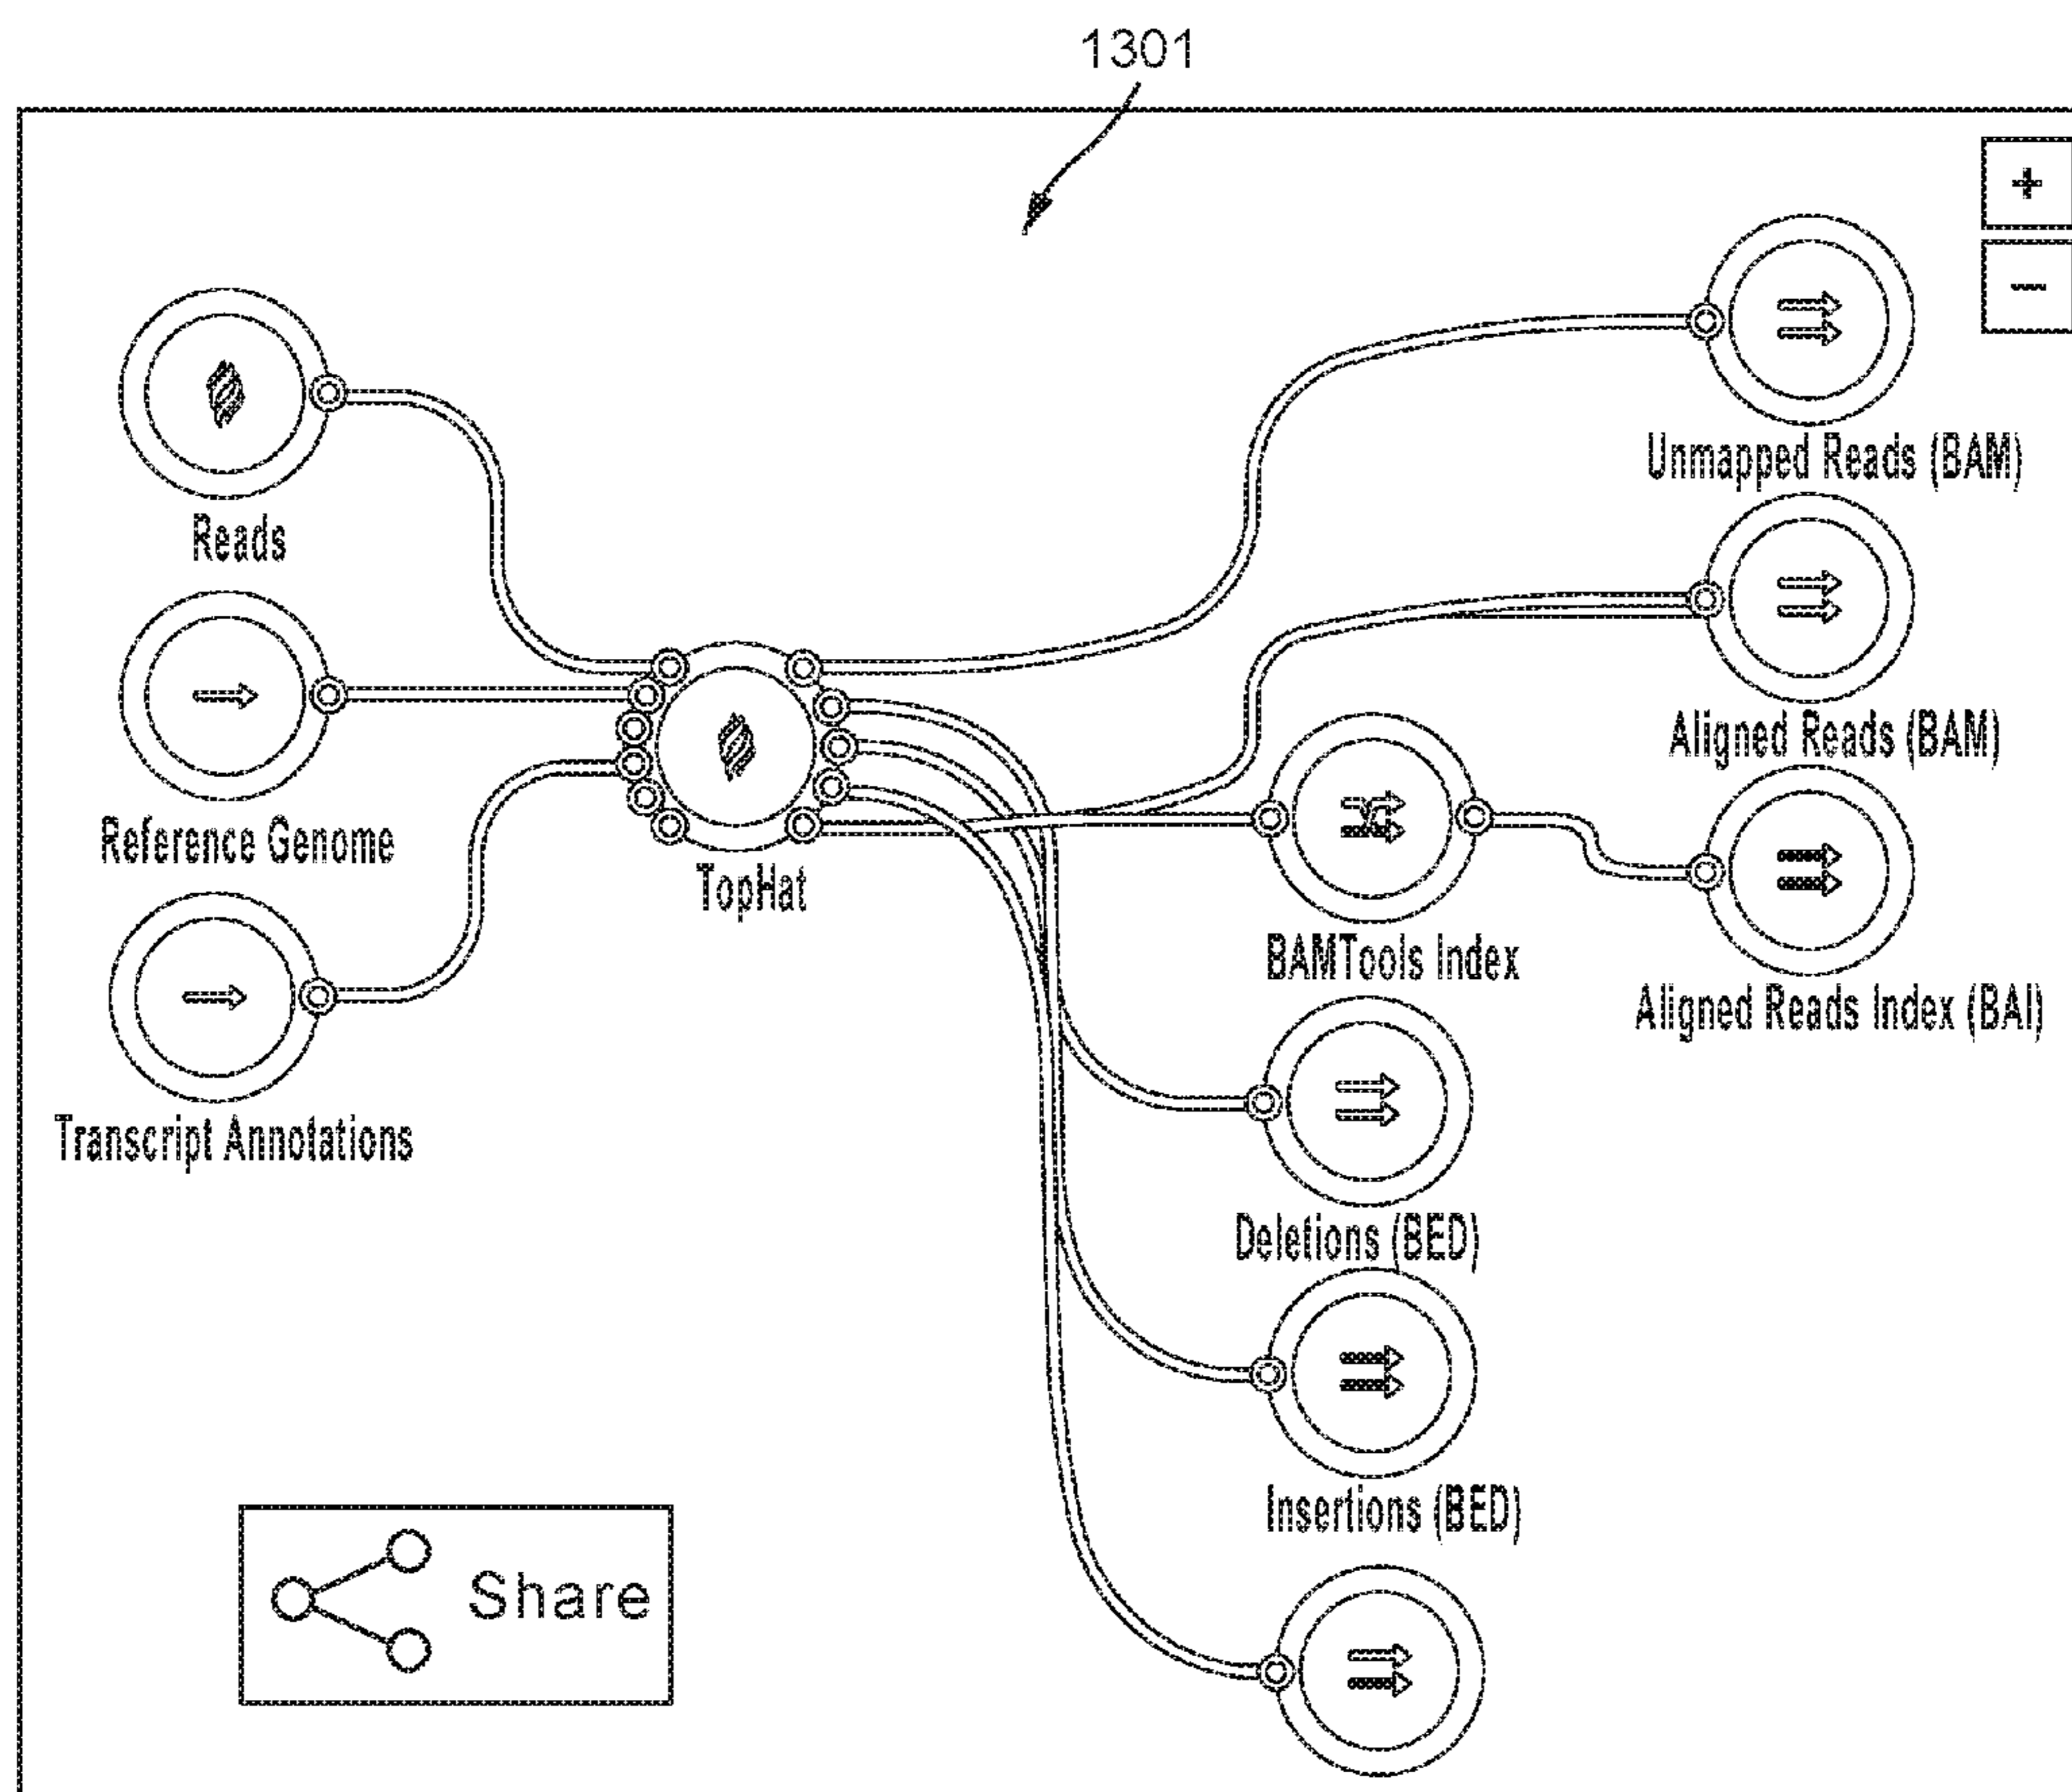 1301
+
−
Unmapped Reads (BAM)
Reads
Aligned Reads (BAM)
Reference Genome
TopHat
BAMTools Index
Aligned Reads Index (BAI)
Transcript Annotations
Deletions (BED)
Insertions (BED)
Share